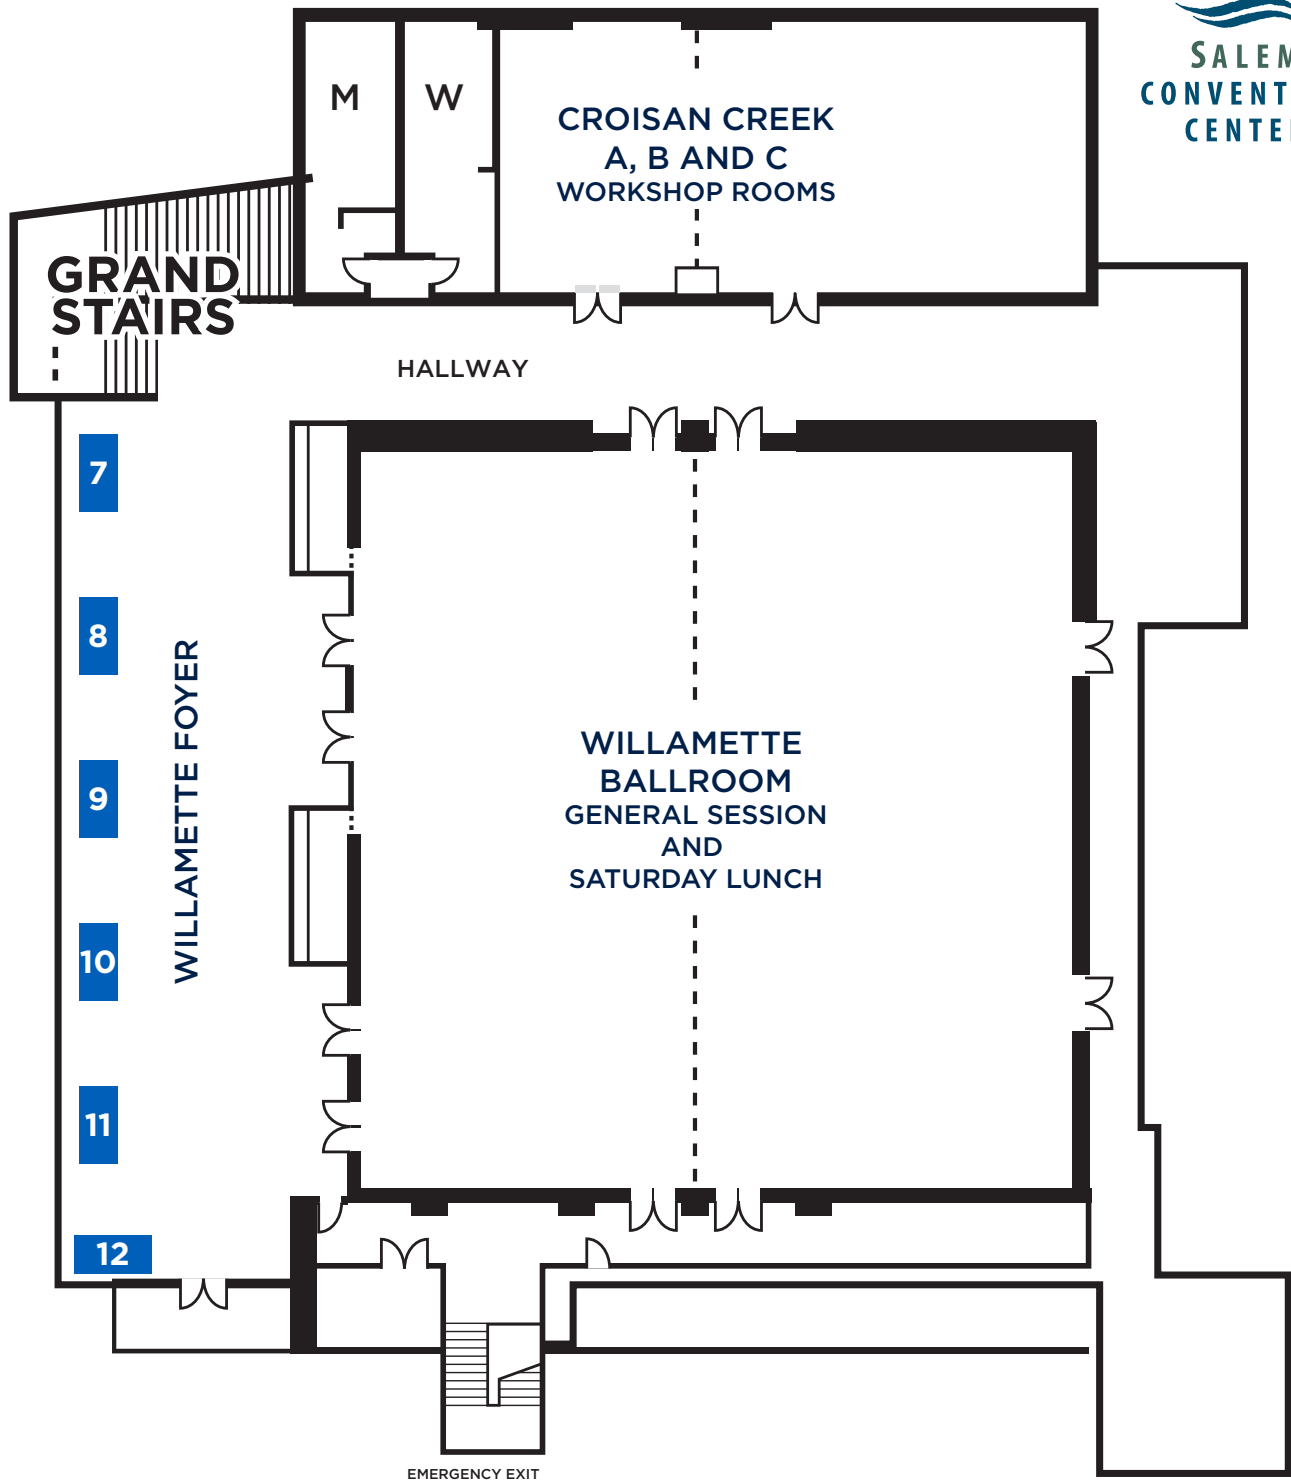 SALEM
CONVENT
CENTE
M
W
CROISAN CREEK
A, B AND C
WORKSHOP ROOMS
GRAND
STAIRS
HALLWAY
7
8
9
10
11
12
WILLAMETTE FOYER
WILLAMETTE
BALLROOM
GENERAL SESSION
AND
SATURDAY LUNCH
EMERGENCY EXIT